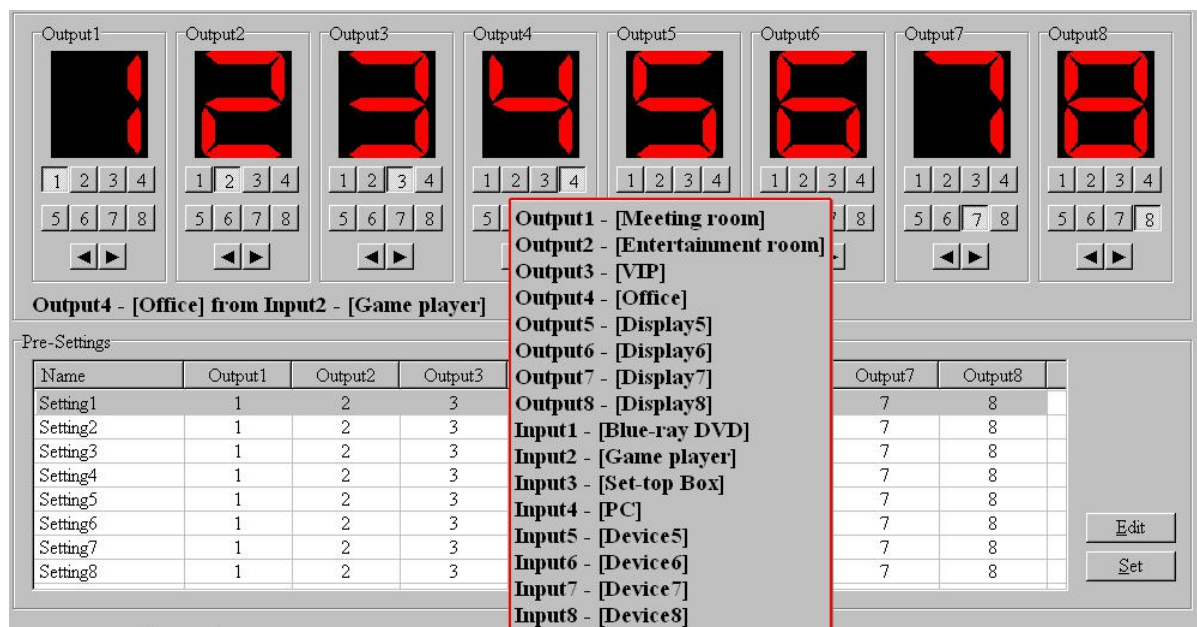 Output1 Output2 Output3 Output4 Output5 Output6 Output7 Output8
1 2 3 4 5 6 7 8
1 2 3 4 1 2 3 4 1 2 3 4 1 2 3 4 1 2 3 4 1 2 3 4 1 2 3 4 1 2 3 4
5 6 7 8 5 6 7 8 5 6 7 8 5 8 5 6 7 8 5 6 7 8
◄ ► ◄ ► ◄ ► ◄ ► ◄ ►
Output4 - [Office] from Input2 - [Game player]
Output1 - [Meeting room]
Output2 - [Entertainment room]
Output3 - [VIP]
Output4 - [Office]
Output5 - [Display5]
Output6 - [Display6]
Output7 - [Display7]
Output8 - [Display8]
Input1 - [Blue-ray DVD]
Input2 - [Game player]
Input3 - [Set-top Box]
Input4 - [PC]
Input5 - [Device5]
Input6 - [Device6]
Input7 - [Device7]
Input8 - [Device8]
Pre-Settings
Name Output1 Output2 Output3 Output7 Output8
Setting1 1 2 3 7 8
Setting2 1 2 3 7 8
Setting3 1 2 3 7 8
Setting4 1 2 3 7 8
Setting5 1 2 3 7 8
Setting6 1 2 3 7 8
Setting7 1 2 3 7 8
Setting8 1 2 3 7 8
Edit
Set